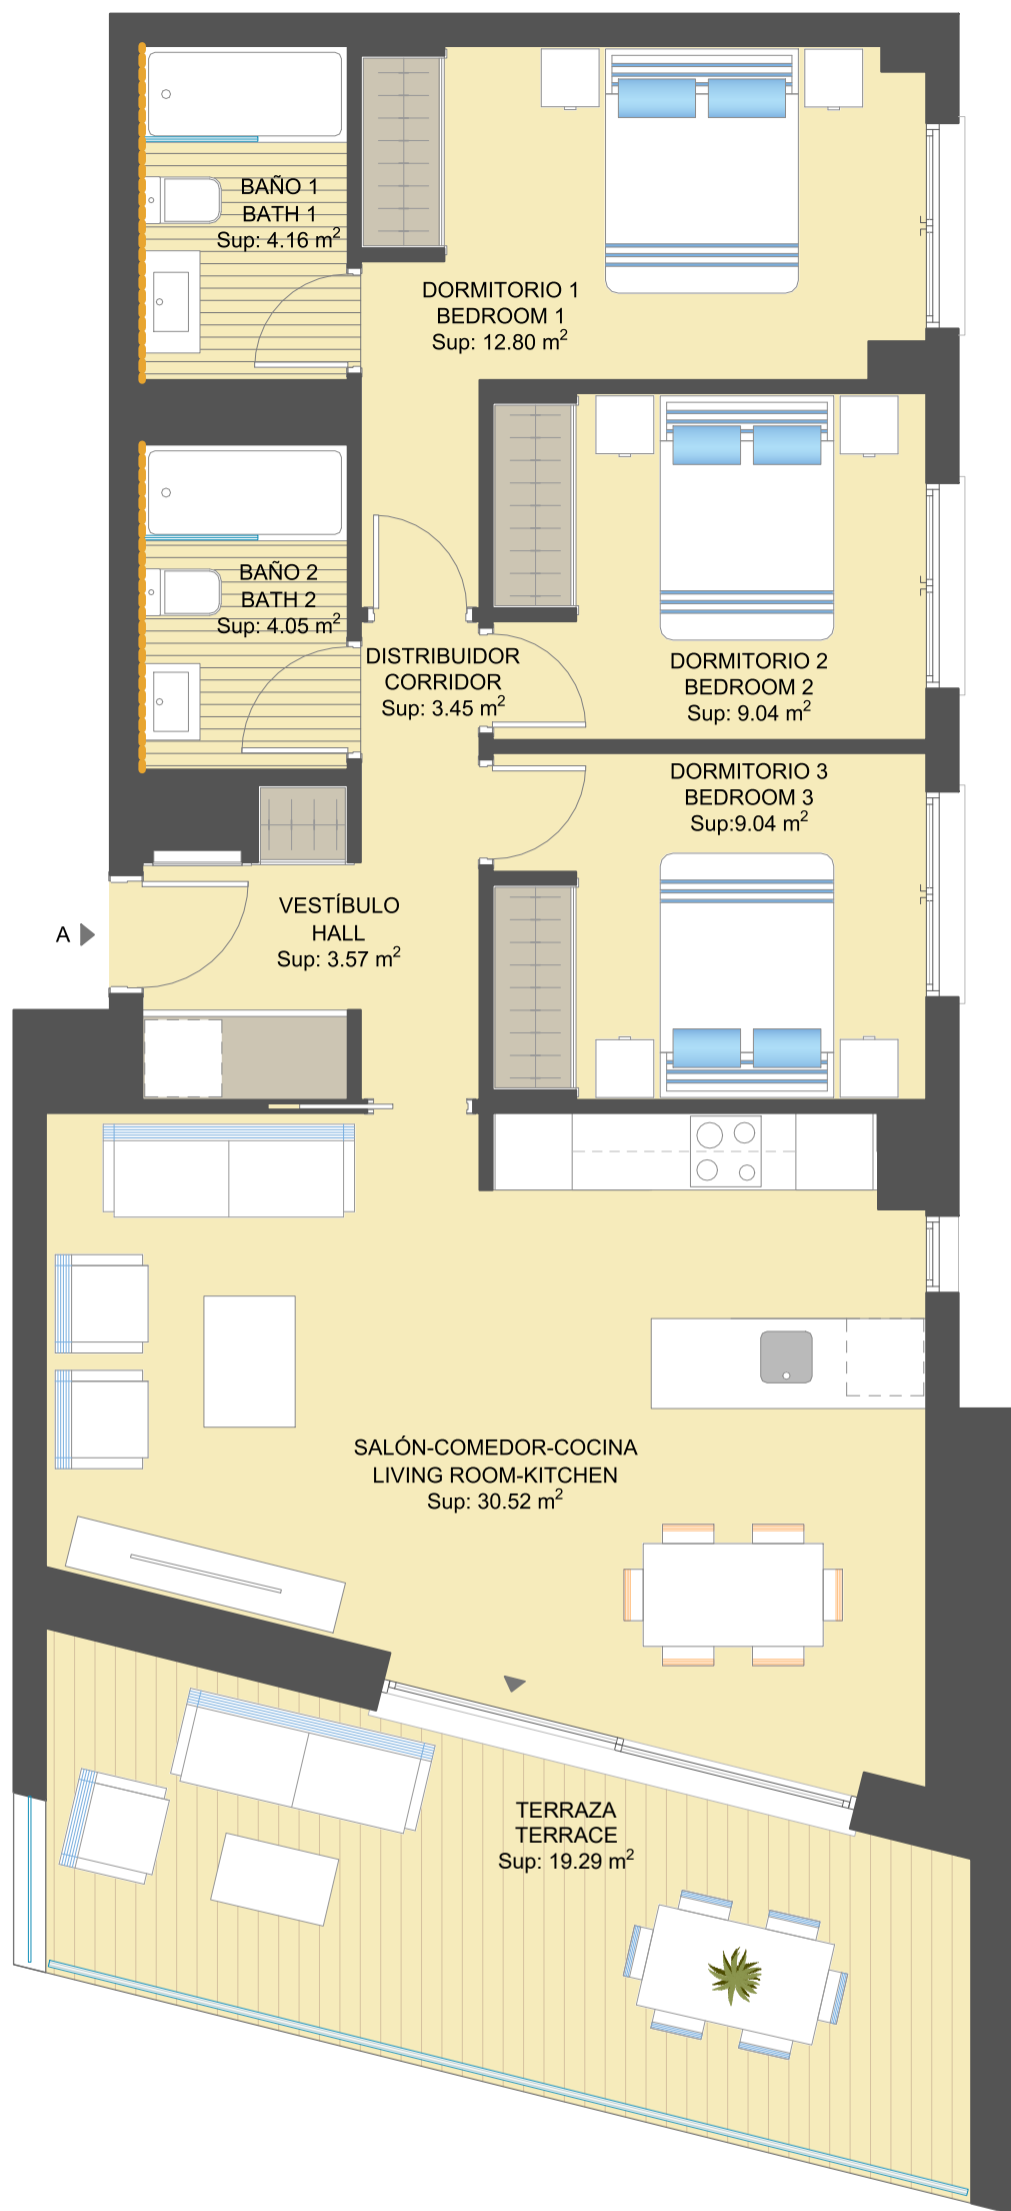 BAÑO 1
BATH 1
Sup: 4.16 m²
DORMITORIO 1
BEDROOM 1
Sup: 12.80 m²
BAÑO 2
BATH 2
Sup: 4.05 m²
DISTRIBUIDOR
CORRIDOR
Sup: 3.45 m²
DORMITORIO 2
BEDROOM 2
Sup: 9.04 m²
DORMITORIO 3
BEDROOM 3
Sup:9.04 m²
A
VESTÍBULO
HALL
Sup: 3.57 m²
SALÓN-COMEDOR-COCINA
LIVING ROOM-KITCHEN
Sup: 30.52 m²
TERRAZA
TERRACE
Sup: 19.29 m²